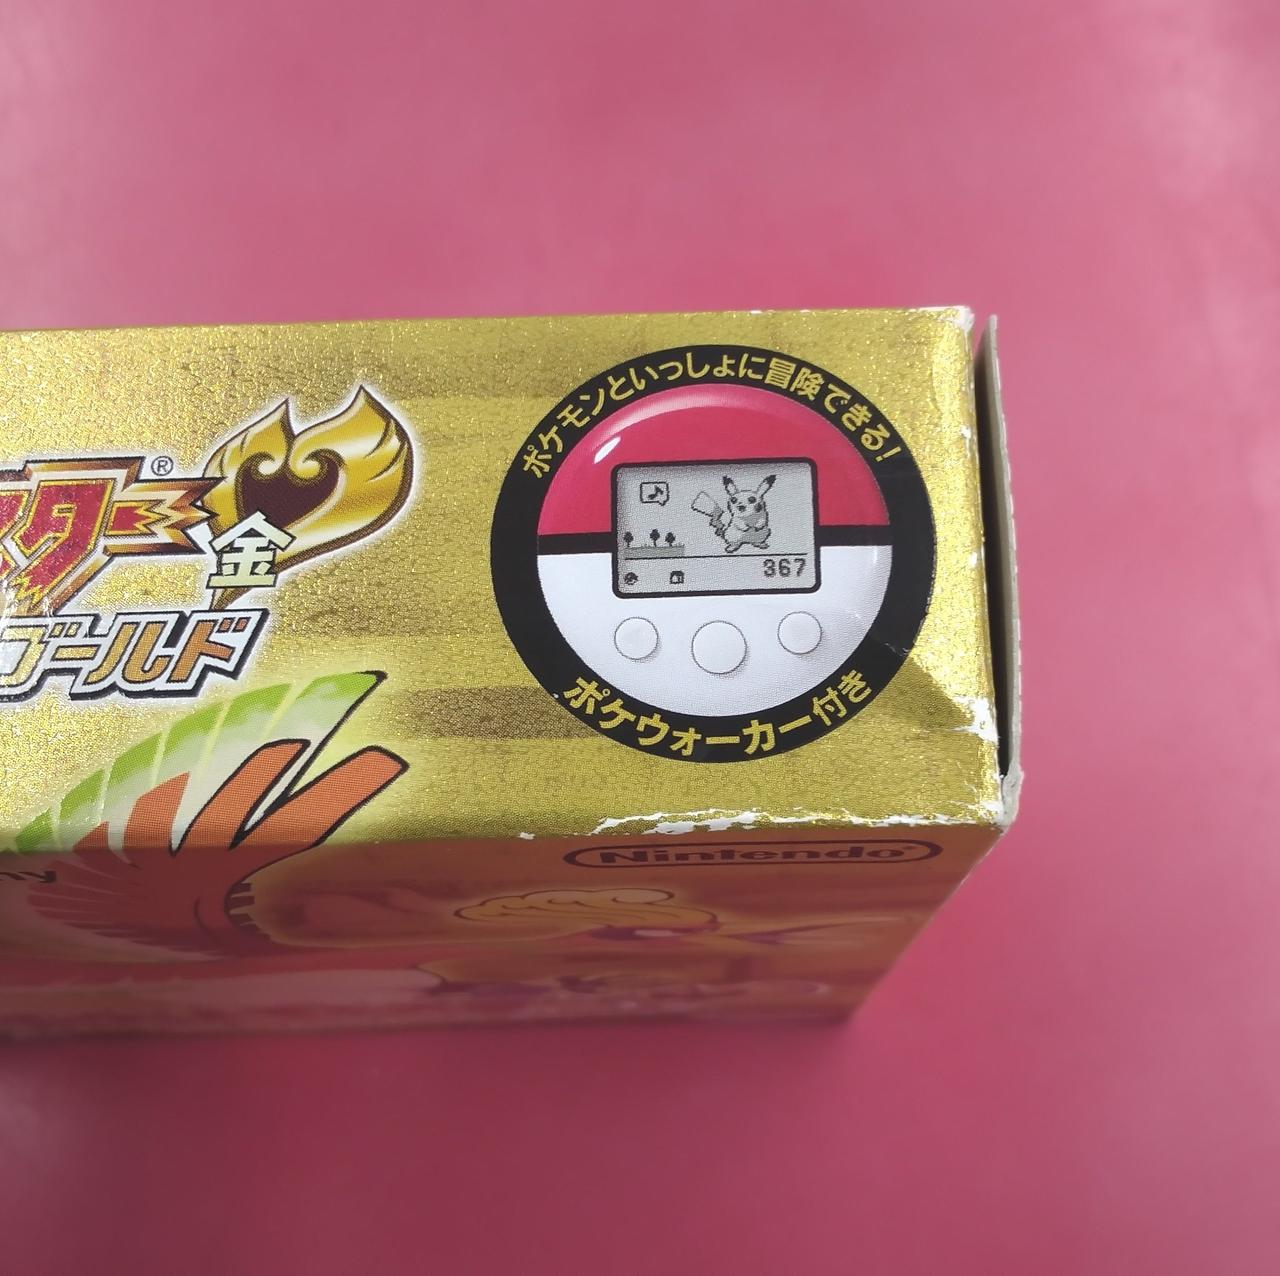 スター®
金
ゴールド
ポケモンといっしょに冒険できる!
367
ポケウォーカー付き
Nintendo®